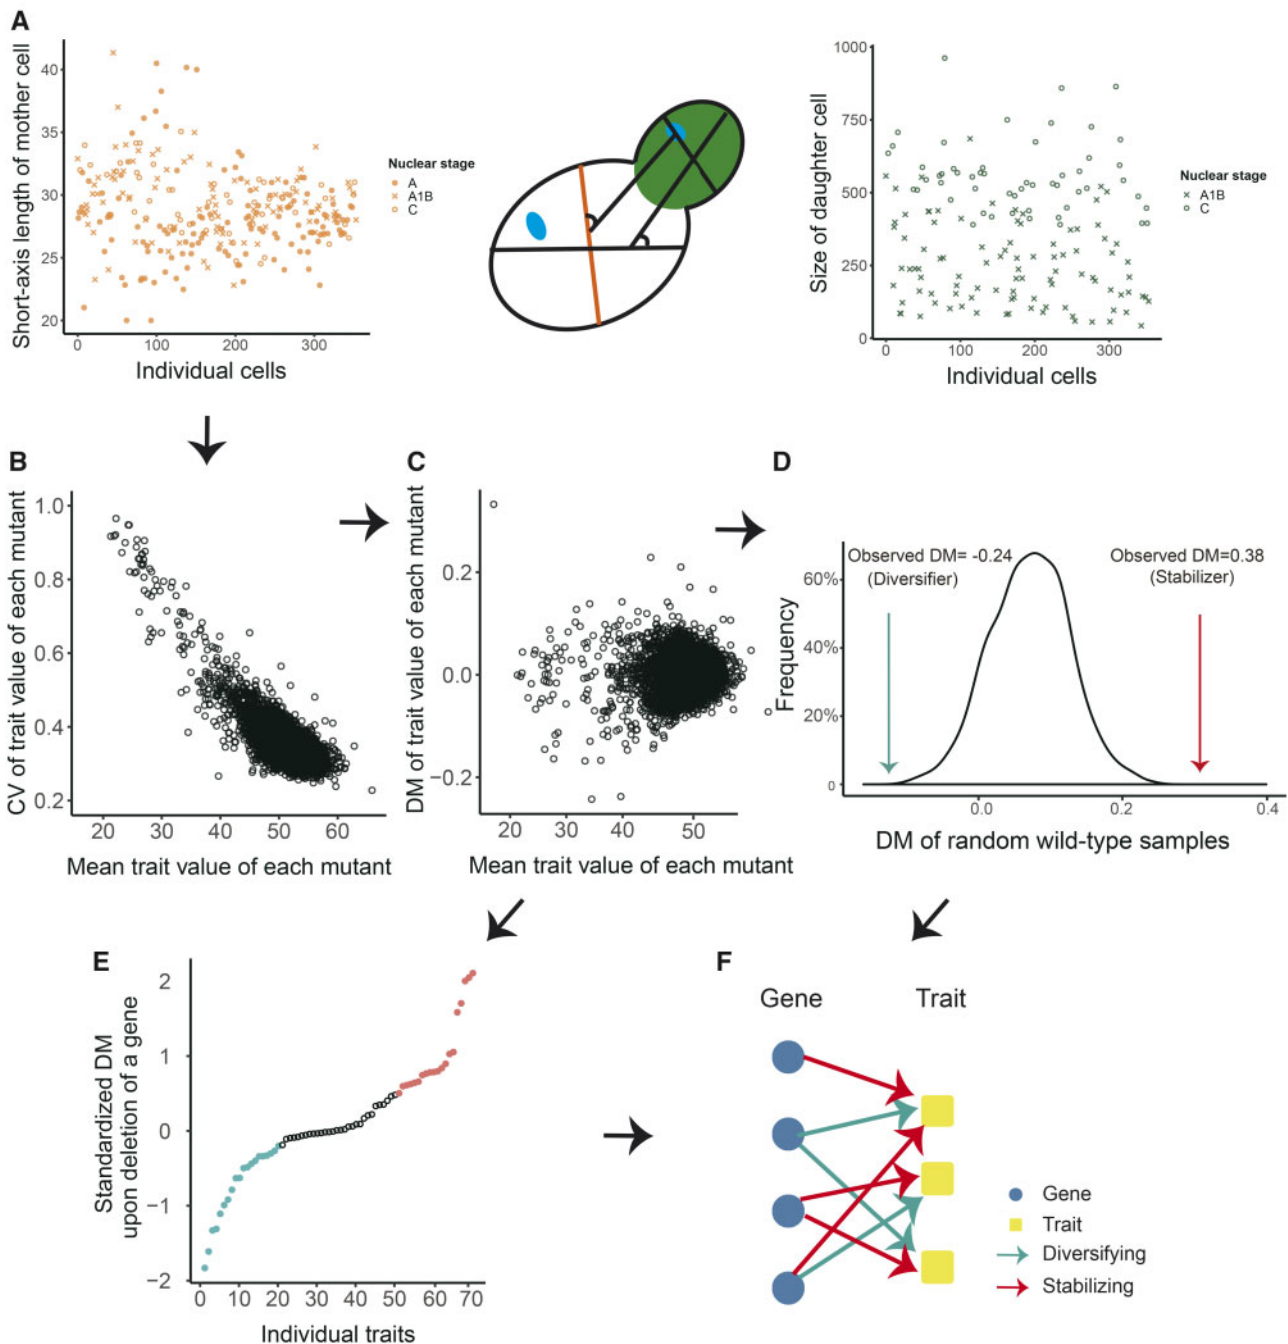 A
Short-axis length of mother cell
40
35
30
25
20
0 100 200 300
Individual cells
Nuclear stage
A
A1B
C
Size of daughter cell
1000
750
500
250
0
0 100 200 300
Individual cells
Nuclear stage
A1B
C
B
CV of trait value of each mutant
1.0
0.8
0.6
0.4
0.2
20 30 40 50 60
Mean trait value of each mutant
C
DM of trait value of each mutant
0.2
0.0
−0.2
20 30 40 50
Mean trait value of each mutant
D
Observed DM= -0.24
(Diversifier)
Observed DM=0.38
(Stabilizer)
Frequency
60%
40%
20%
0
0.0 0.2 0.4
DM of random wild-type samples
E
Standardized DM
upon deletion of a gene
2
1
0
−1
−2
0 10 20 30 40 50 60 70
Individual traits
F
Gene Trait
Gene
Trait
Diversifying
Stabilizing